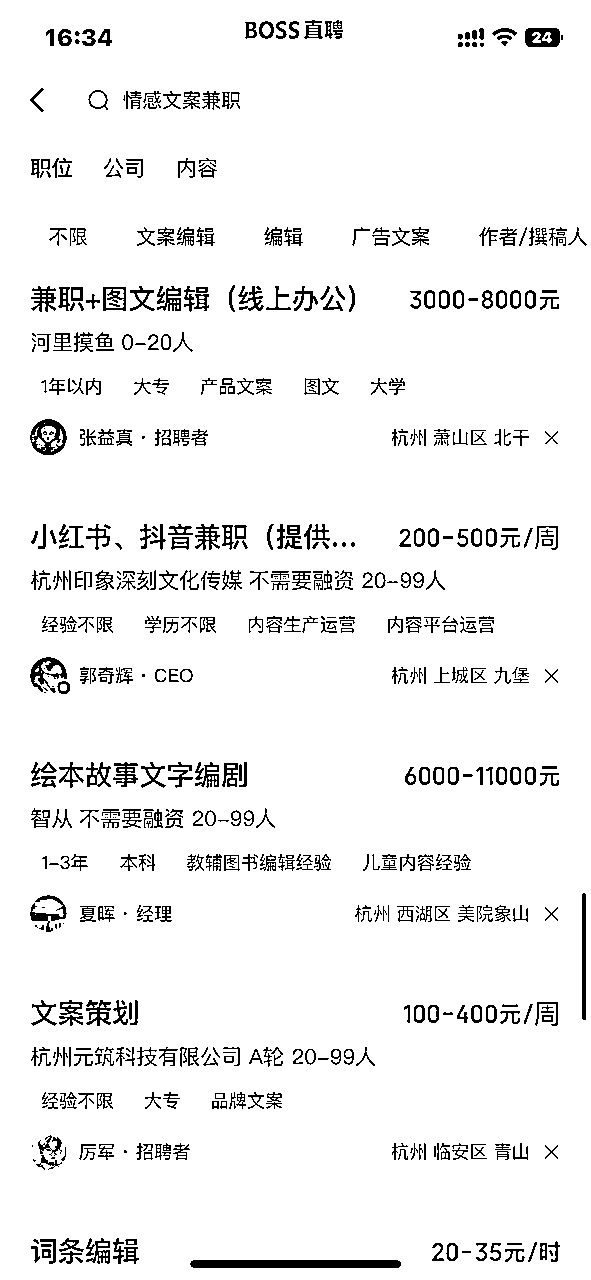 16:34
BOSS直聘
24
情感文案兼职
职位 公司 内容
不限 文案编辑 编辑 广告文案 作者/撰稿人
兼职+图文编辑（线上办公） 3000-8000元
河里摸鱼 0-20人
1年以内 大专 产品文案 图文 大学
张益真·招聘者 杭州 萧山区 北干
小红书、抖音兼职（提供... 200-500元/周
杭州印象深刻文化传媒 不需要融资 20-99人
经验不限 学历不限 内容生产运营 内容平台运营
郭奇辉·CEO 杭州 上城区 九堡
绘本故事文字编剧 6000-11000元
智从 不需要融资 20-99人
1-3年 本科 教辅图书编辑经验 儿童内容经验
夏晖·经理 杭州 西湖区 美院象山
文案策划 100-400元/周
杭州元筑科技有限公司 A轮 20-99人
经验不限 大专 品牌文案
厉军·招聘者 杭州 临安区 青山
词条编辑 20-35元/时